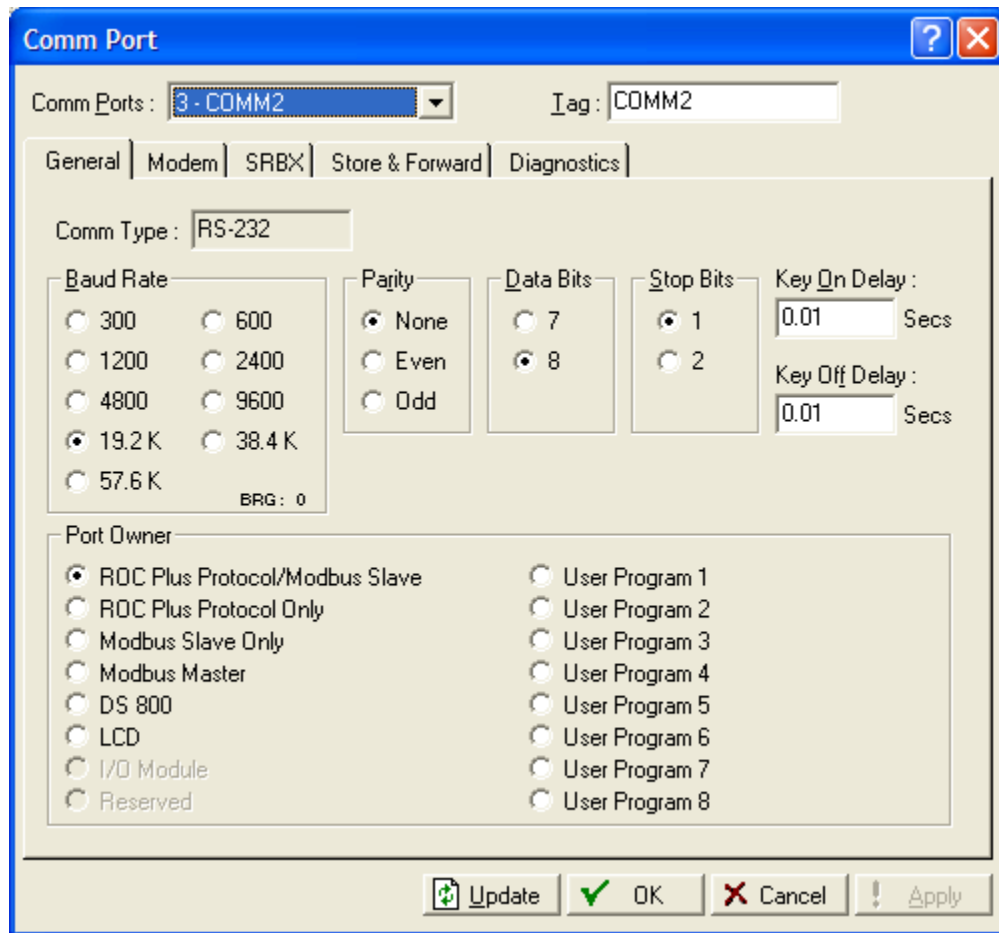 Comm Port
Comm Ports : 3 - COMM2 Tag : COMM2
General Modem SRBX Store & Forward Diagnostics
Comm Type : RS-232
Baud Rate Parity Data Bits Stop Bits Key On Delay :
300 600 None 7 1 0.01 Secs
1200 2400 Even 8 2 Key Off Delay :
4800 9600 Odd 0.01 Secs
19.2 K 38.4 K
57.6 K BRG: 0
Port Owner
ROC Plus Protocol/Modbus Slave User Program 1
ROC Plus Protocol Only User Program 2
Modbus Slave Only User Program 3
Modbus Master User Program 4
DS 800 User Program 5
LCD User Program 6
I/O Module User Program 7
Reserved User Program 8
Update OK Cancel ! Apply